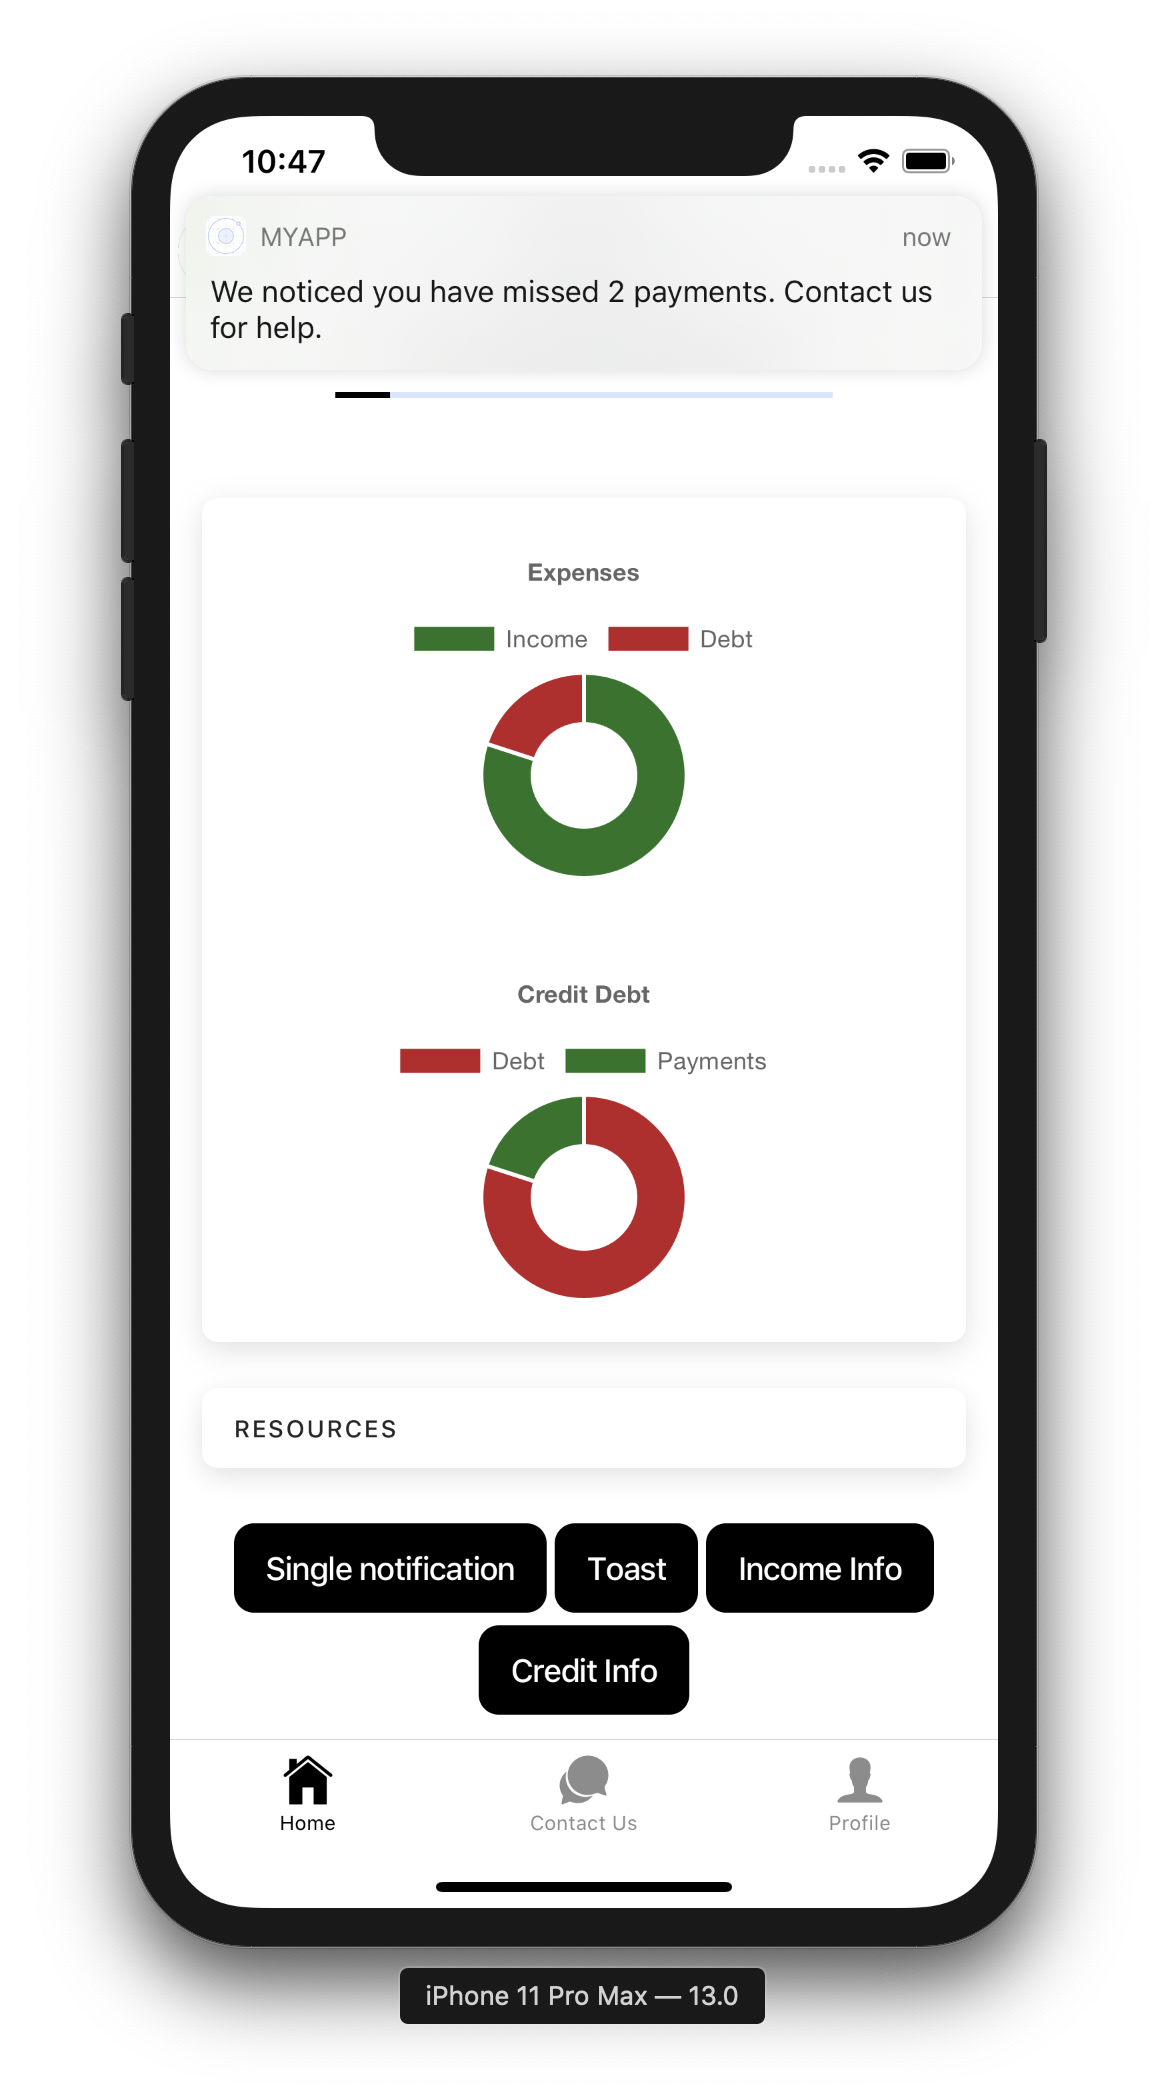 10:47
MYAPP now
We noticed you have missed 2 payments. Contact us
for help.
Expenses
Income Debt
Credit Debt
Debt Payments
RESOURCES
Single notification Toast Income Info
Credit Info
Home Contact Us Profile
iPhone 11 Pro Max — 13.0